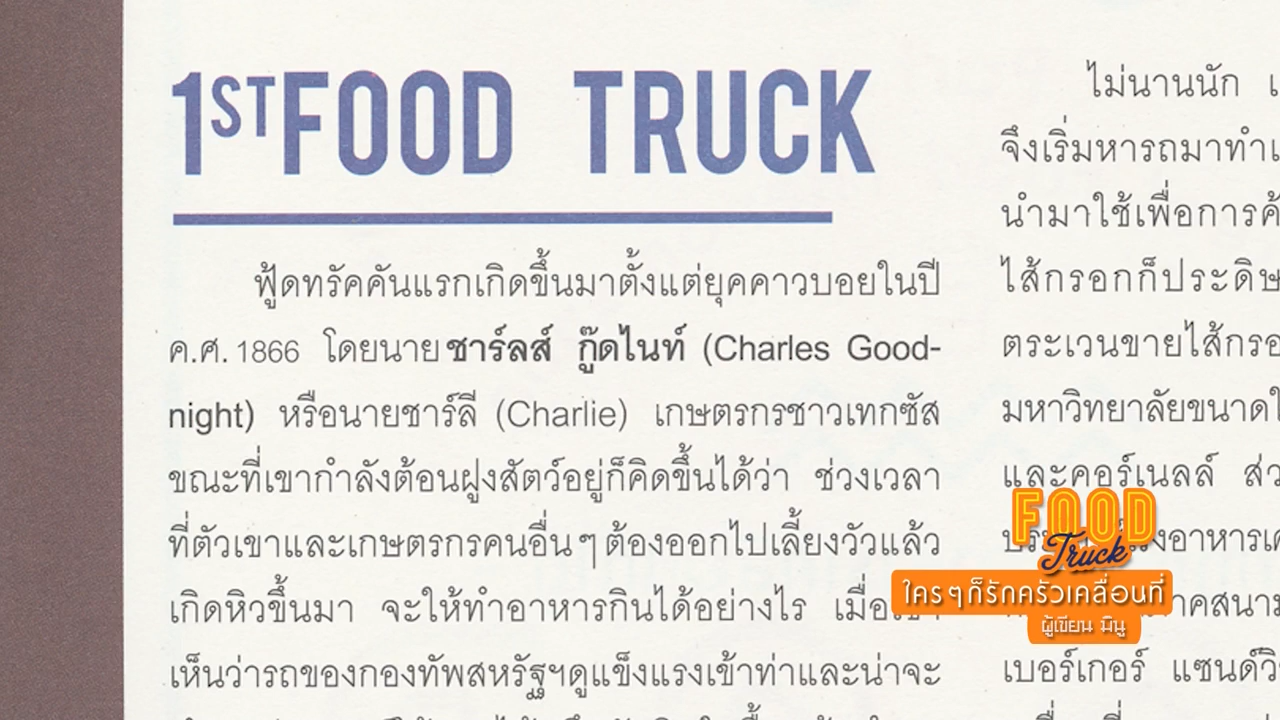 1ST FOOD TRUCK
ฟู้ดทรัคคันแรกเกิดขึ้นมาตั้งแต่ยุคคาวบอยในปี
ค.ศ. 1866 โดยนายชาร์ลสํ กู๊ดไนท์ (Charles Good-
night) หรือนายชาร์ลี (Charlie) เกษตรกรชาวเทกซัส
ขณะที่เขากำลังต้อนฝูงสัตว์อยู่ก็คิดขึ้นได้ว่า ช่วงเวลา
ที่ตัวเขาและเกษตรกรคนอื่นๆ ต้องออกไปเลี้ยงวัวแล้ว
เกิดหิวขึ้นมา จะให้ทำอาหารกินได้อย่างไร
เห็นว่ารถของกองทัพสหรัฐฯดูแข็งแรงเข้าท่าและน่าจะ
ไม่นานนัก
จึงเริ่มหารถมาทำ
นำมาใช้เพื่อการ
ไส้กรอกก็ประดิษ
ตระเวนขายไส้กรอ
มหาวิทยาลัยขนาด
และคอร์เนลล์
เบอร์เกอร์ แซนด์วิ
FOOD
Truck
ใครๆก็รักครัวเคลื่อนที่
ผู้เขียน มีนู